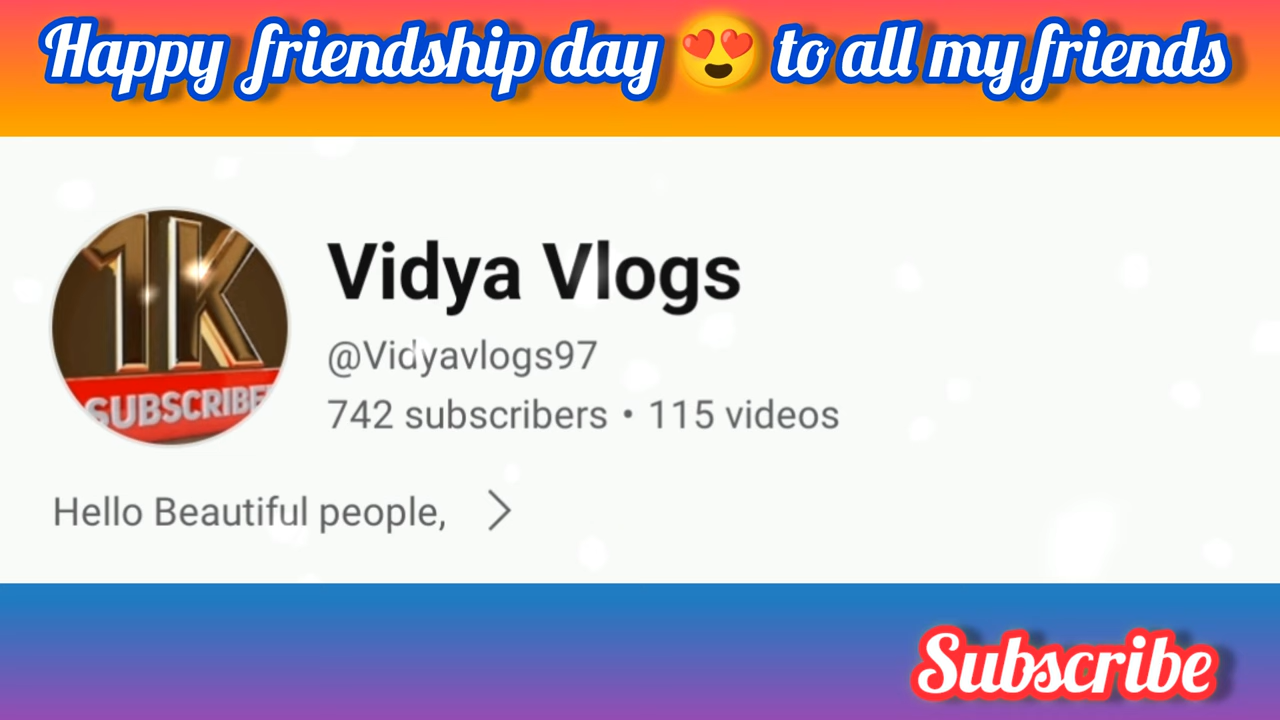 Happy friendship day 😍 to all my friends
1K
SUBSCRIBE
Vidya Vlogs
@Vidyavlogs97
742 subscribers • 115 videos
Hello Beautiful people,
Subscribe